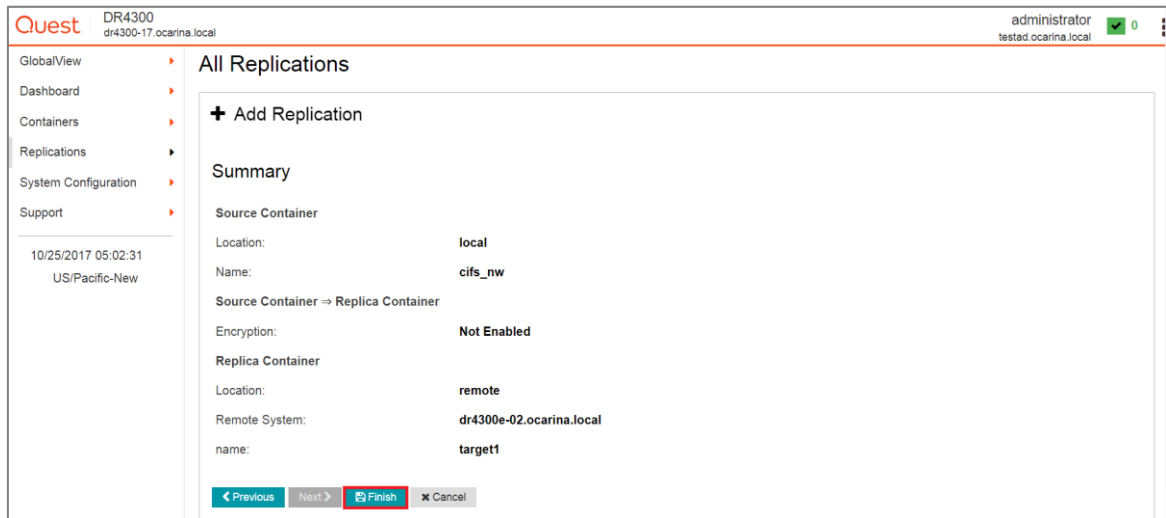 Quest
DR4300
dr4300-17.ocarina.local
administrator
testad.ocarina.local
0
GlobalView
Dashboard
Containers
Replications
System Configuration
Support
10/25/2017 05:02:31
US/Pacific-New
All Replications
Add Replication
Summary
Source Container
Location: local
Name: cifs_nw
Source Container ⇒ Replica Container
Encryption: Not Enabled
Replica Container
Location: remote
Remote System: dr4300e-02.ocarina.local
name: target1
Previous Next Finish Cancel